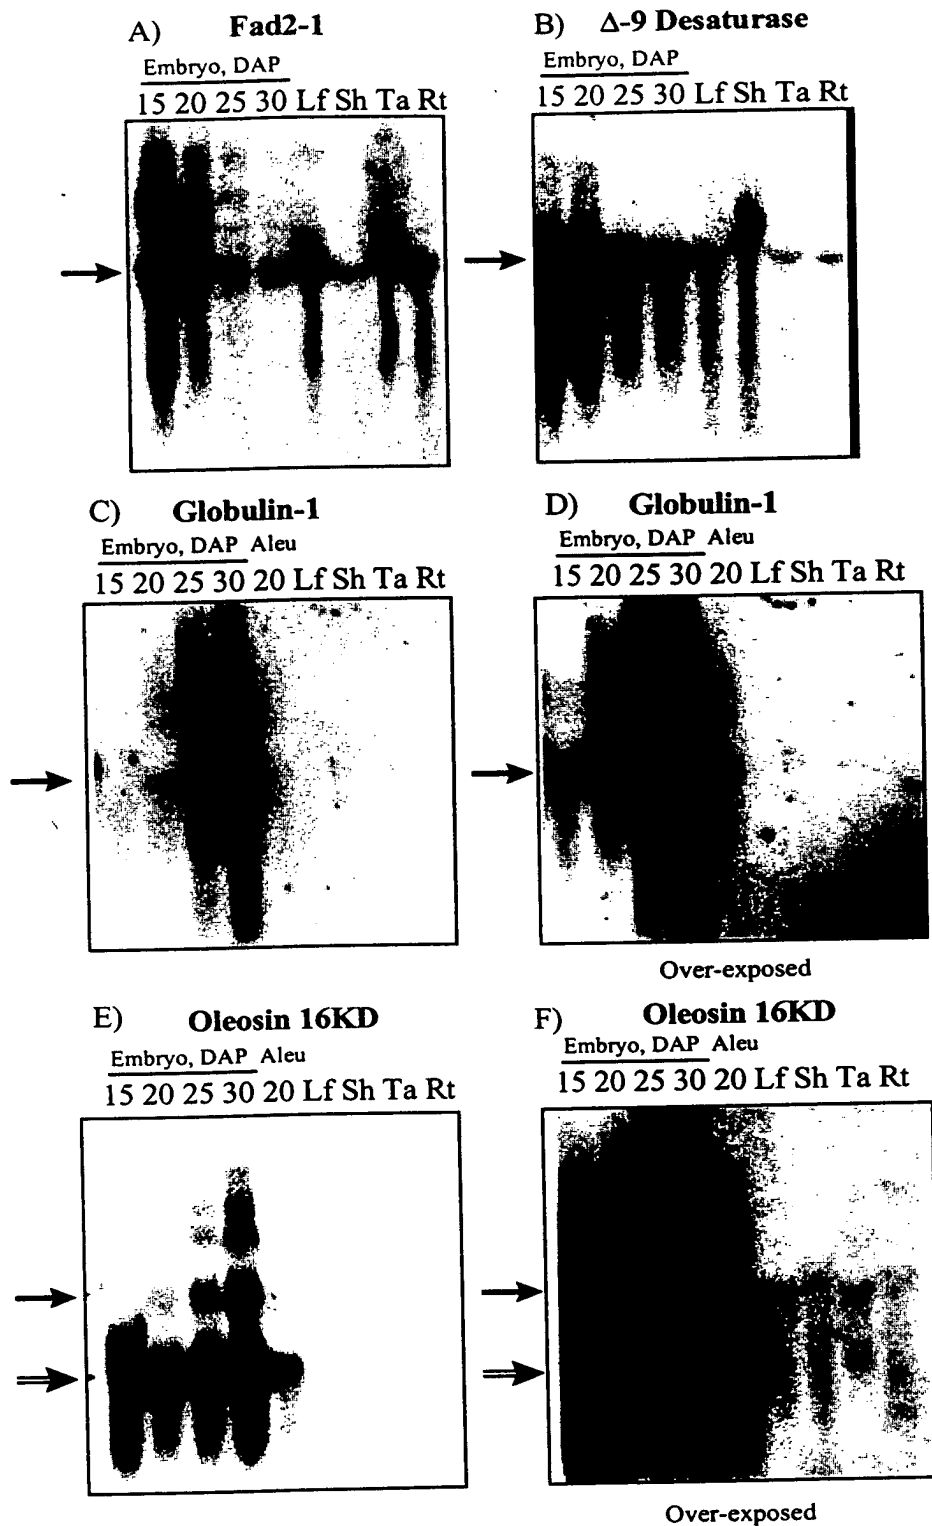 A) Fad2-1
Embryo, DAP
15 20 25 30 Lf Sh Ta Rt
B) Δ-9 Desaturase
Embryo, DAP
15 20 25 30 Lf Sh Ta Rt
C) Globulin-1
Embryo, DAP Aleu
15 20 25 30 20 Lf Sh Ta Rt
D) Globulin-1
Embryo, DAP Aleu
15 20 25 30 20 Lf Sh Ta Rt
Over-exposed
E) Oleosin 16KD
Embryo, DAP Aleu
15 20 25 30 20 Lf Sh Ta Rt
F) Oleosin 16KD
Embryo, DAP Aleu
15 20 25 30 20 Lf Sh Ta Rt
Over-exposed